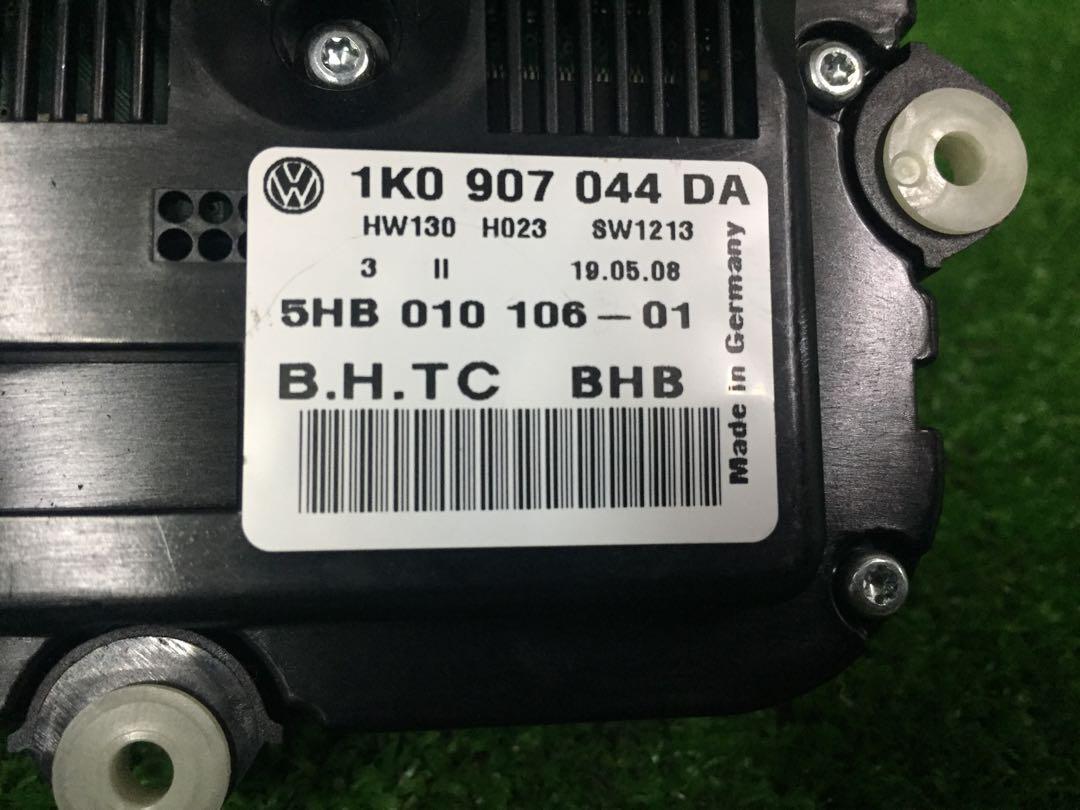 1K0 907 044 DA
HW130 H023 SW1213
3 II 19.05.08
5HB 010 106-01
B.H.TC BHB
Made in Germany